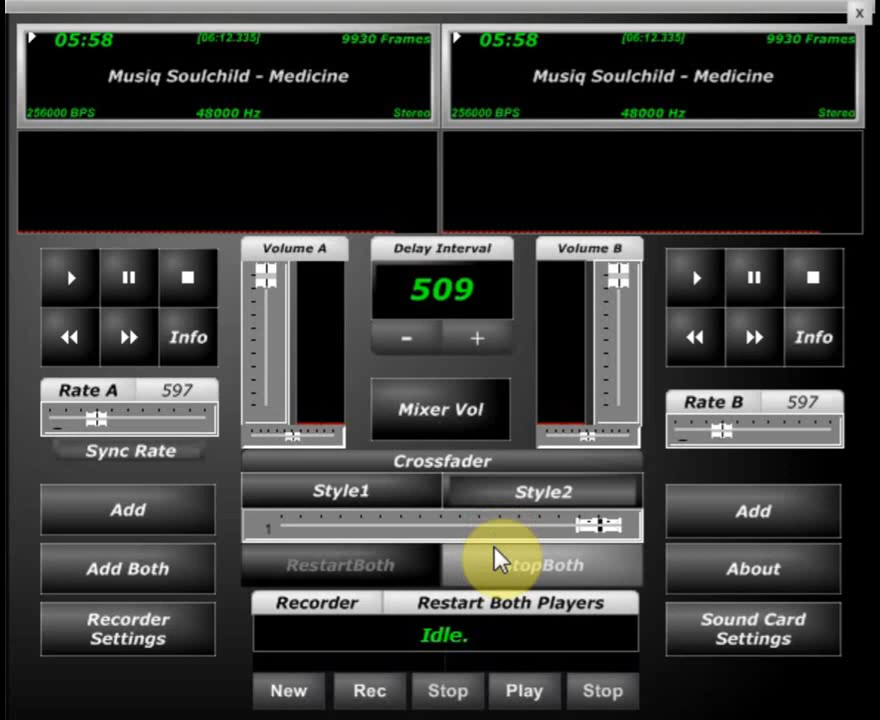 x
05:58 [06:12.335] 9930 Frames
Musiq Soulchild - Medicine
256000 BPS 48000 Hz Stereo
05:58 [06:12.335] 9930 Frames
Musiq Soulchild - Medicine
256000 BPS 48000 Hz Stereo
Volume A
Delay Interval
Volume B
509
- +
Info
Info
Rate A 597
Mixer Vol
Rate B 597
Sync Rate
Crossfader
Style1 Style2
1
Add
Add
RestartBoth
Add Both
About
Recorder Restart Both Players
Recorder
Settings
Idle.
Sound Card
Settings
New Rec Stop Play Stop